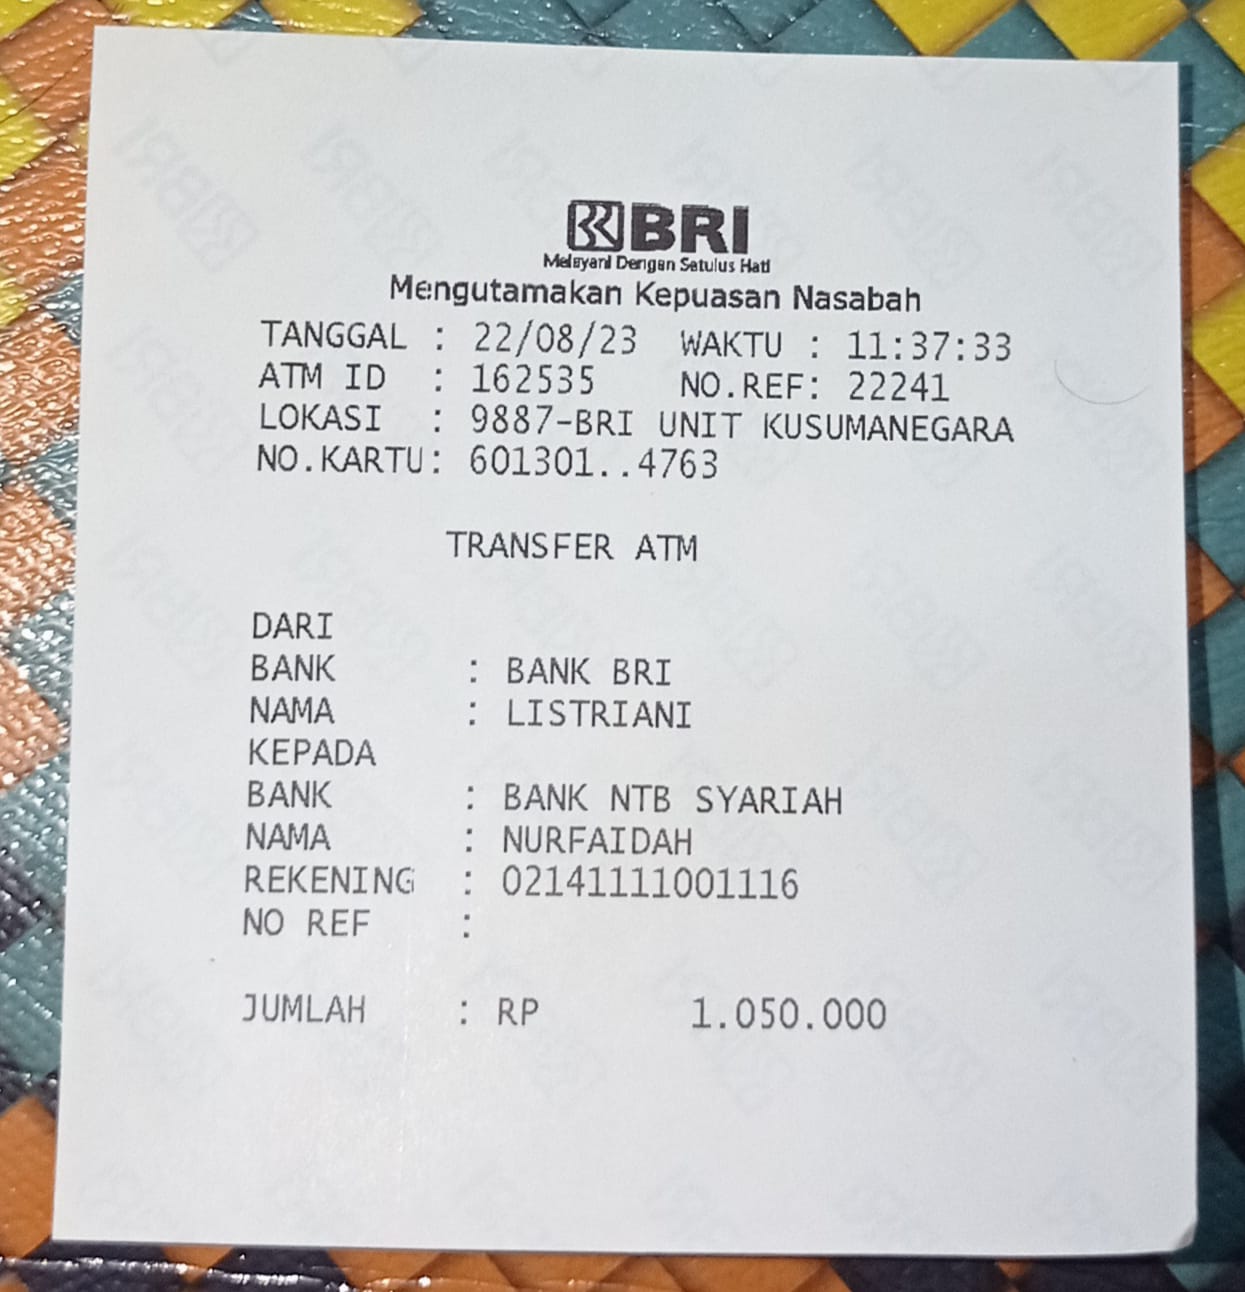 BRI
Melayani Dengan Setulus Hati
Mengutamakan Kepuasan Nasabah
TANGGAL : 22/08/23 WAKTU : 11:37:33
ATM ID : 162535 NO.REF: 22241
LOKASI : 9887-BRI UNIT KUSUMANEGARA
NO.KARTU: 601301..4763
TRANSFER ATM
DARI
BANK : BANK BRI
NAMA : LISTRIANI
KEPADA
BANK : BANK NTB SYARIAH
NAMA : NURFAIDAH
REKENING : 02141111001116
NO REF :
JUMLAH : RP 1.050.000